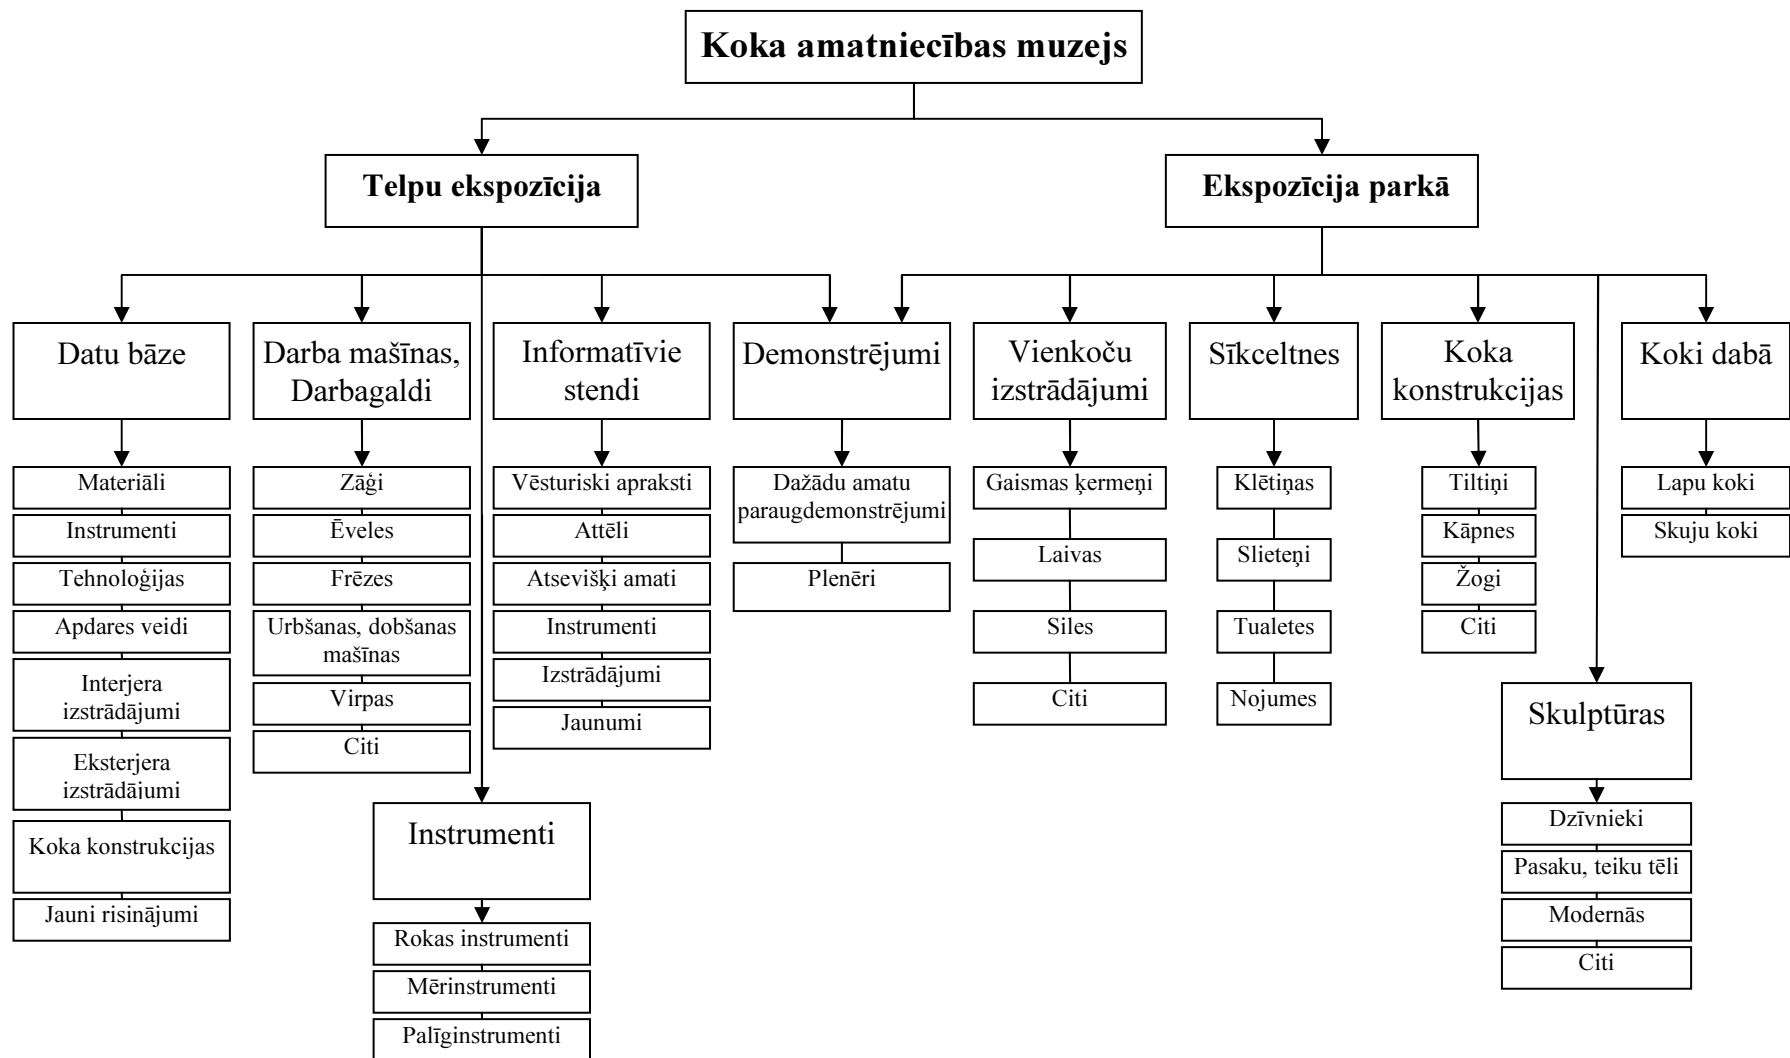 Koka amatniecības muzejs
Telpu ekspozīcija
Ekspozīcija parkā
Datu bāze
Darba mašīnas,
Darbagaldi
Informatīvie
stendi
Demonstrējumi
Vienkoču
izstrādājumi
Sīkceltnes
Koka
konstrukcijas
Koki dabā
Materiāli
Instrumenti
Tehnoloģijas
Apdares veidi
Interjera
izstrādājumi
Eksterjera
izstrādājumi
Koka konstrukcijas
Jauni risinājumi
Zāģi
Ēveles
Frēzes
Urbšanas, dobšanas
mašīnas
Virpas
Citi
Vēsturiski apraksti
Attēli
Atsevišķi amati
Instrumenti
Izstrādājumi
Jaunumi
Dažādu amatu
paraugdemonstrējumi
Plenēri
Gaismas ķermeņi
Laivas
Siles
Citi
Klētiņas
Slieteņi
Tualetes
Nojumes
Tiltiņi
Kāpnes
Žogi
Citi
Lapu koki
Skuju koki
Instrumenti
Rokas instrumenti
Mērinstrumenti
Palīginstrumenti
Skulptūras
Dzīvnieki
Pasaku, teiku tēli
Modernās
Citi